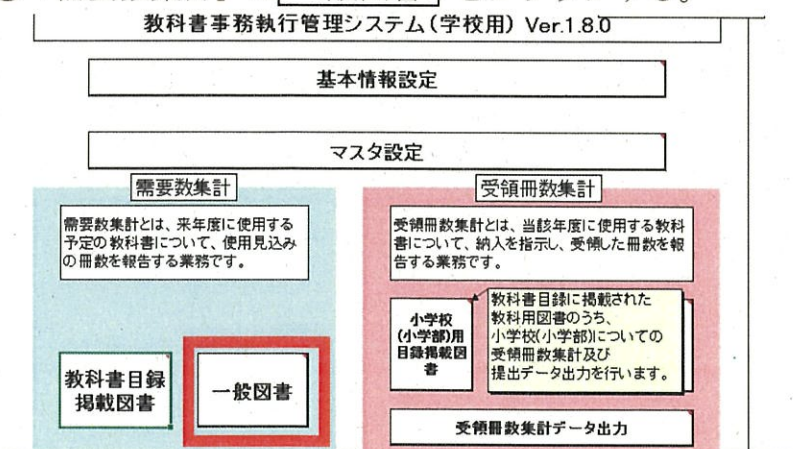 教科書事務執行管理システム(学校用) Ver.1.8.0
基本情報設定
マスタ設定
需要数集計
需要数集計とは、来年度に使用する
予定の教科書について、使用見込み
の冊数を報告する業務です。
教科書目録
掲載図書
一般図書
受領冊数集計
受領冊数集計とは、当該年度に使用する教科
書について、納入を指示し、受領した冊数を報
告する業務です。
小学校
(小学部)用
目録掲載図
書
教科書目録に掲載された
教科用図書のうち、
小学校(小学部)についての
受領冊数集計及び
提出データ出力を行います。
受領冊数集計データ出力